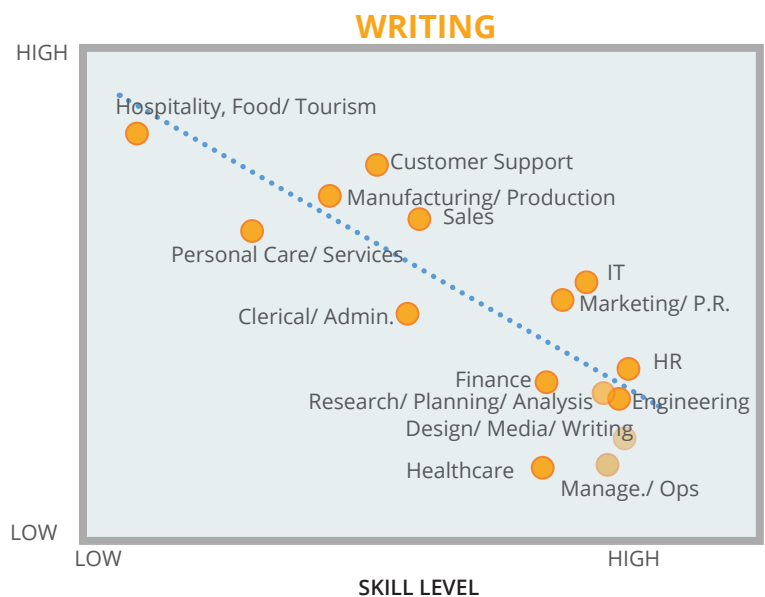 WRITING
HIGH
Hospitality, Food/ Tourism
Customer Support
Manufacturing/ Production
Sales
Personal Care/ Services
IT
Marketing/ P.R.
Clerical/ Admin.
HR
Finance
Research/ Planning/ Analysis
Engineering
Design/ Media/ Writing
Healthcare
Manage./ Ops
LOW
LOW
HIGH
SKILL LEVEL